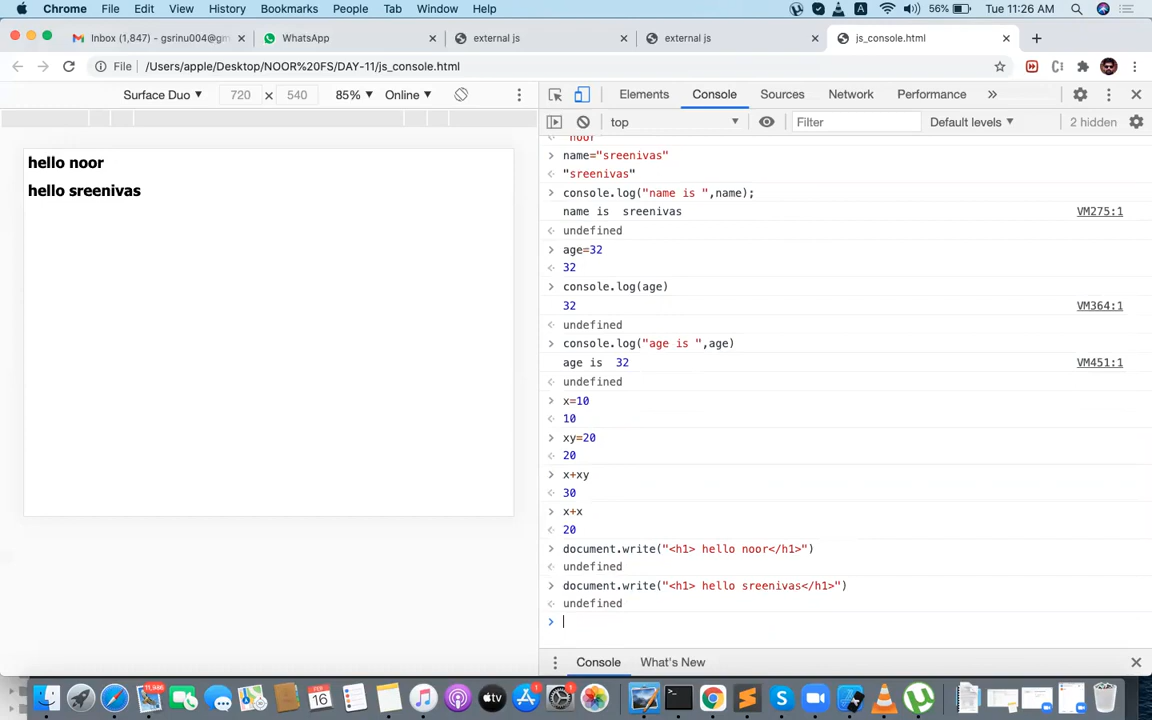 Chrome File Edit View History Bookmarks People Tab Window Help 56% Tue 11:26 AM
Inbox (1,847) - gsrinu004@gm WhatsApp external js external js js_console.html
File /Users/apple/Desktop/NOOR%20FS/DAY-11/js_console.html
Surface Duo 720 × 540 85% Online
Elements Console Sources Network Performance »
top Filter Default levels 2 hidden
hello noor
hello sreenivas
"noor"
name="sreenivas"
"sreenivas"
console.log("name is ",name);
name is  sreenivas VM275:1
undefined
age=32
32
console.log(age)
32 VM364:1
undefined
console.log("age is ",age)
age is  32 VM451:1
undefined
x=10
10
xy=20
20
x+xy
30
x+x
20
document.write("<h1> hello noor</h1>")
undefined
document.write("<h1> hello sreenivas</h1>")
undefined
Console What's New
FEB
16
tv